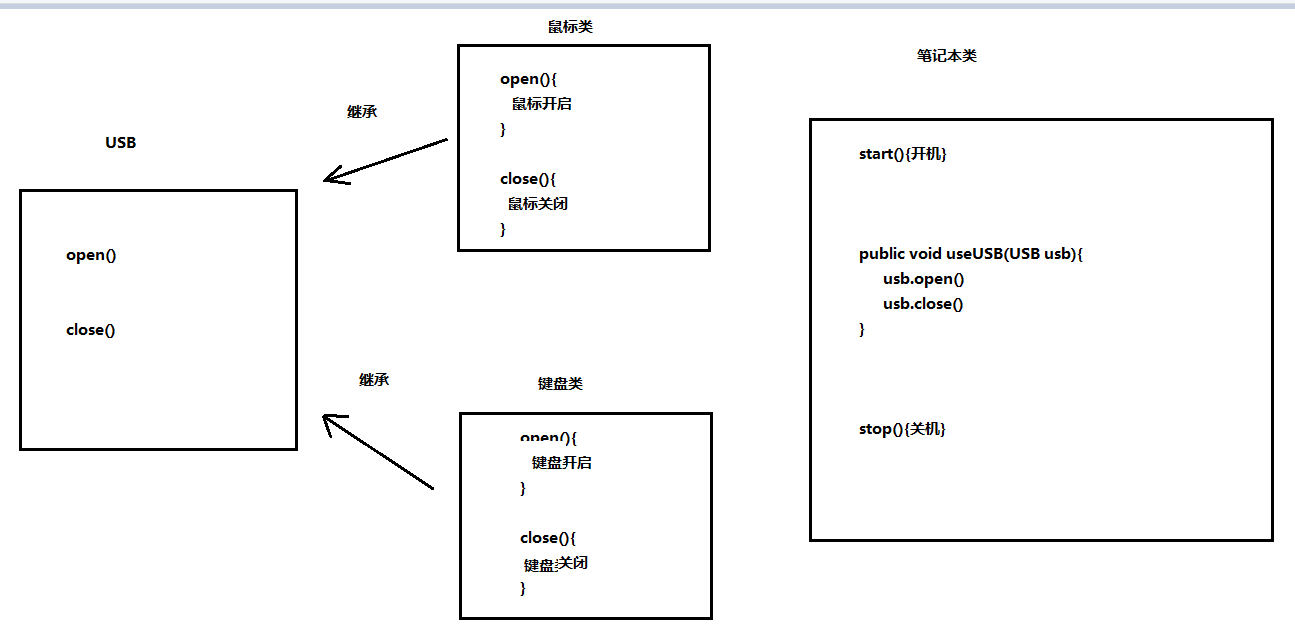 USB
open()
close()
继承
鼠标类
open(){
鼠标开启
}
close(){
鼠标关闭
}
继承
键盘类
open(){
键盘开启
}
close(){
键盘关闭
}
笔记本类
start(){开机}
public void useUSB(USB usb){
usb.open()
usb.close()
}
stop(){关机}